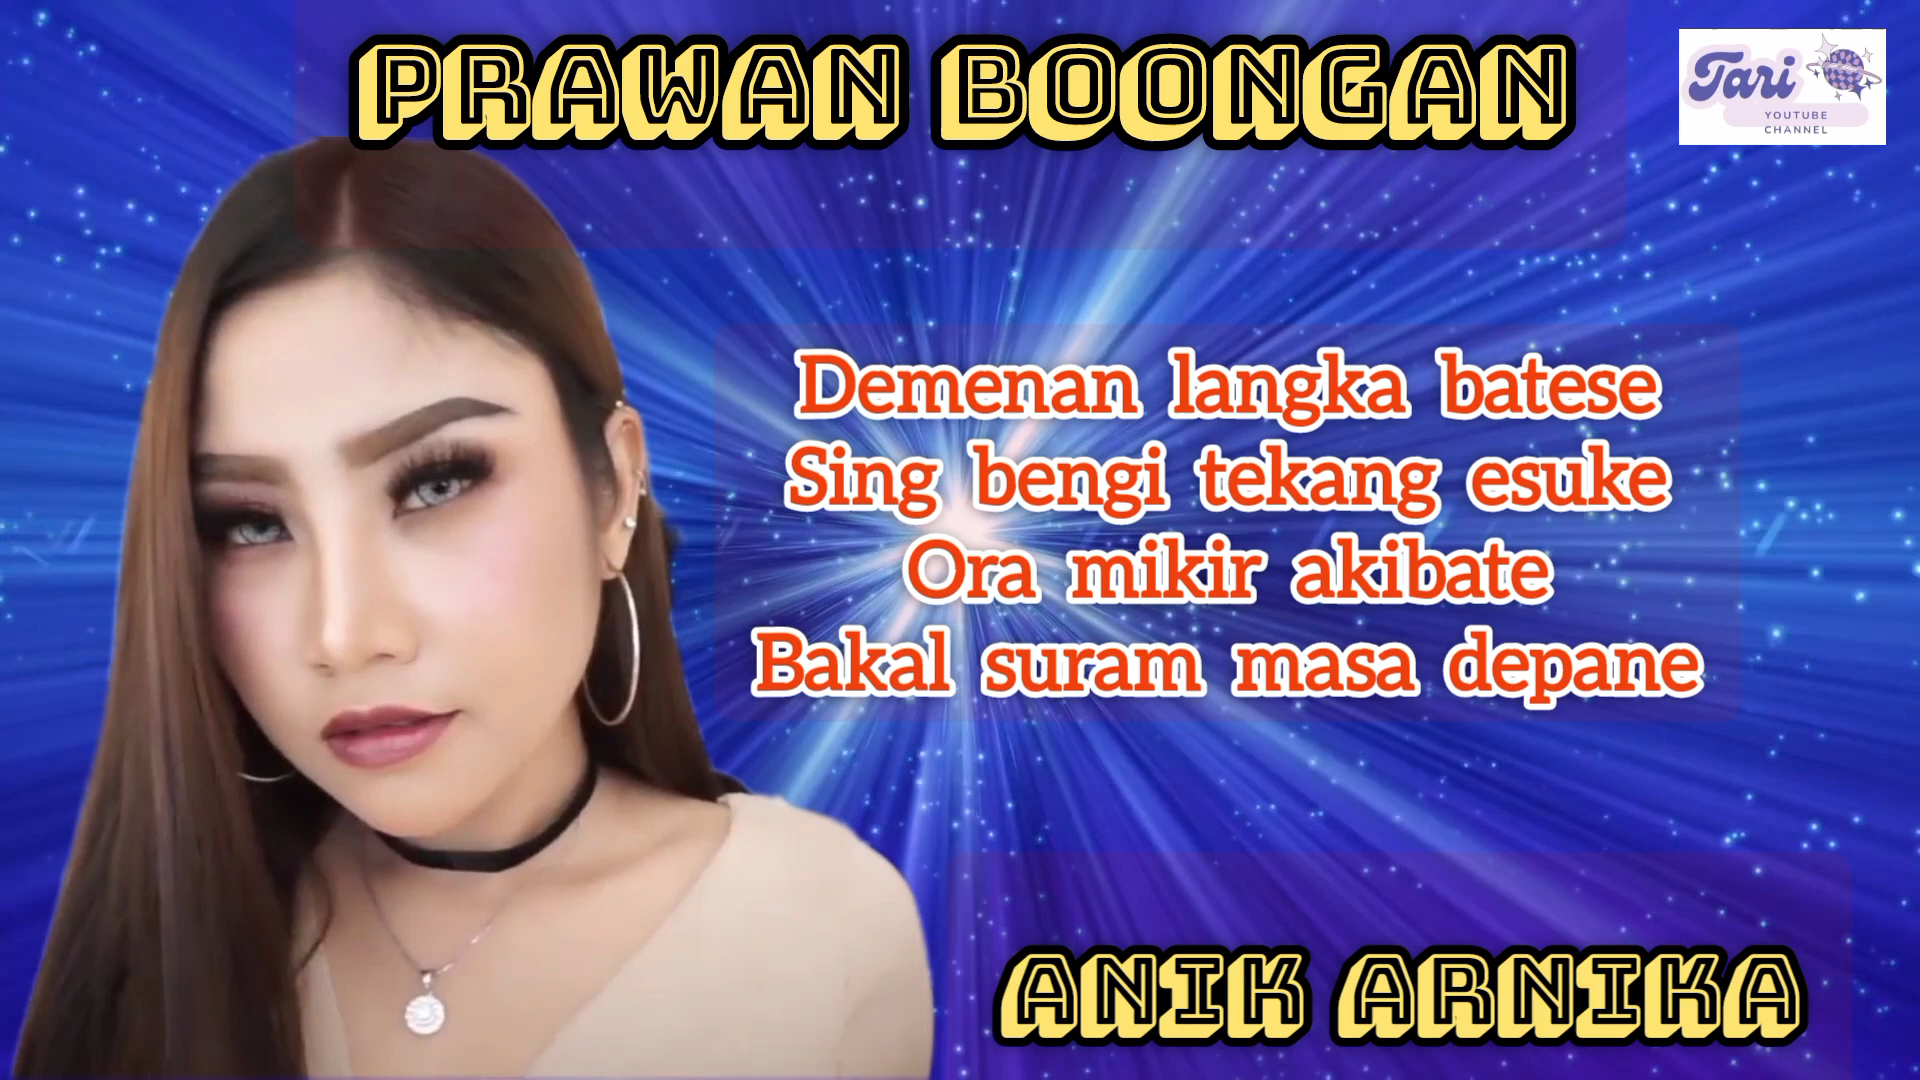 PRAWAN BOONGAN
Tari
YOUTUBE
CHANNEL
Demenan langka batese
Sing bengi tekang esuke
Ora mikir akibate
Bakal suram masa depane
ANIK ARNIKA